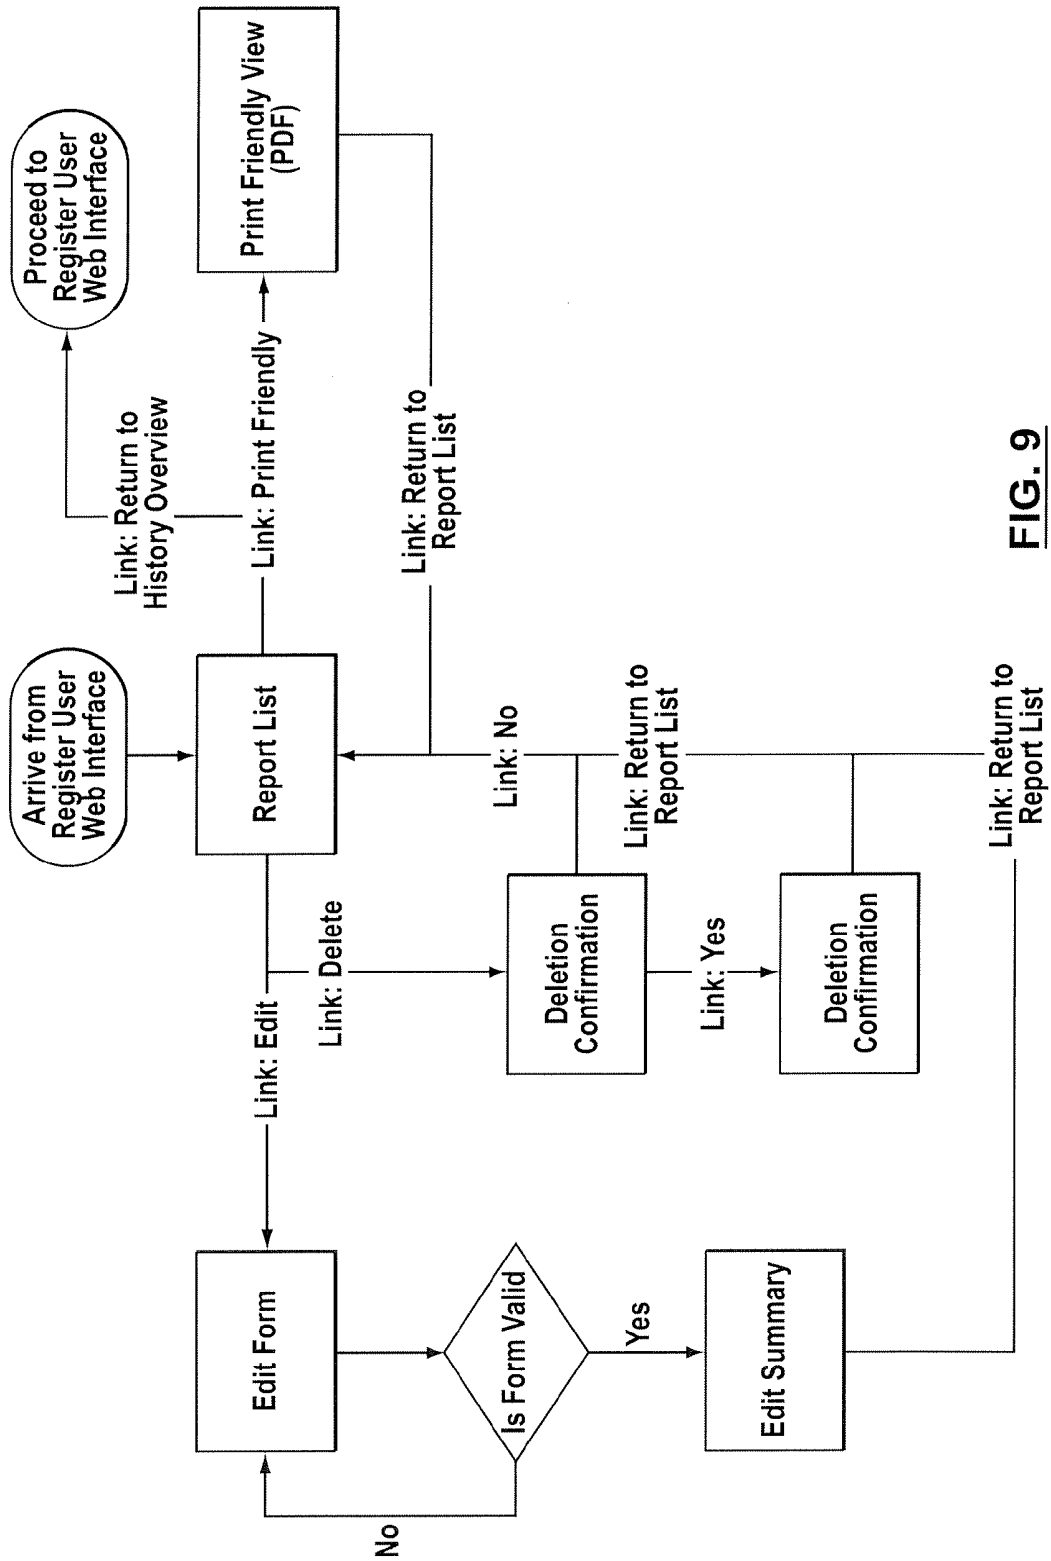 Arrive from
Register User
Web Interface
Proceed to
Register User
Web Interface
Link: Return to
History Overview
Edit Form
Link: Edit
Report List
Link: Print Friendly
Print Friendly View
(PDF)
Link: Delete
No
Link: Return to
Report List
Is Form Valid
Link: No
Deletion
Confirmation
Yes
Link: Return to
Report List
Link: Yes
Edit Summary
Deletion
Confirmation
Link: Return to
Report List
FIG. 9